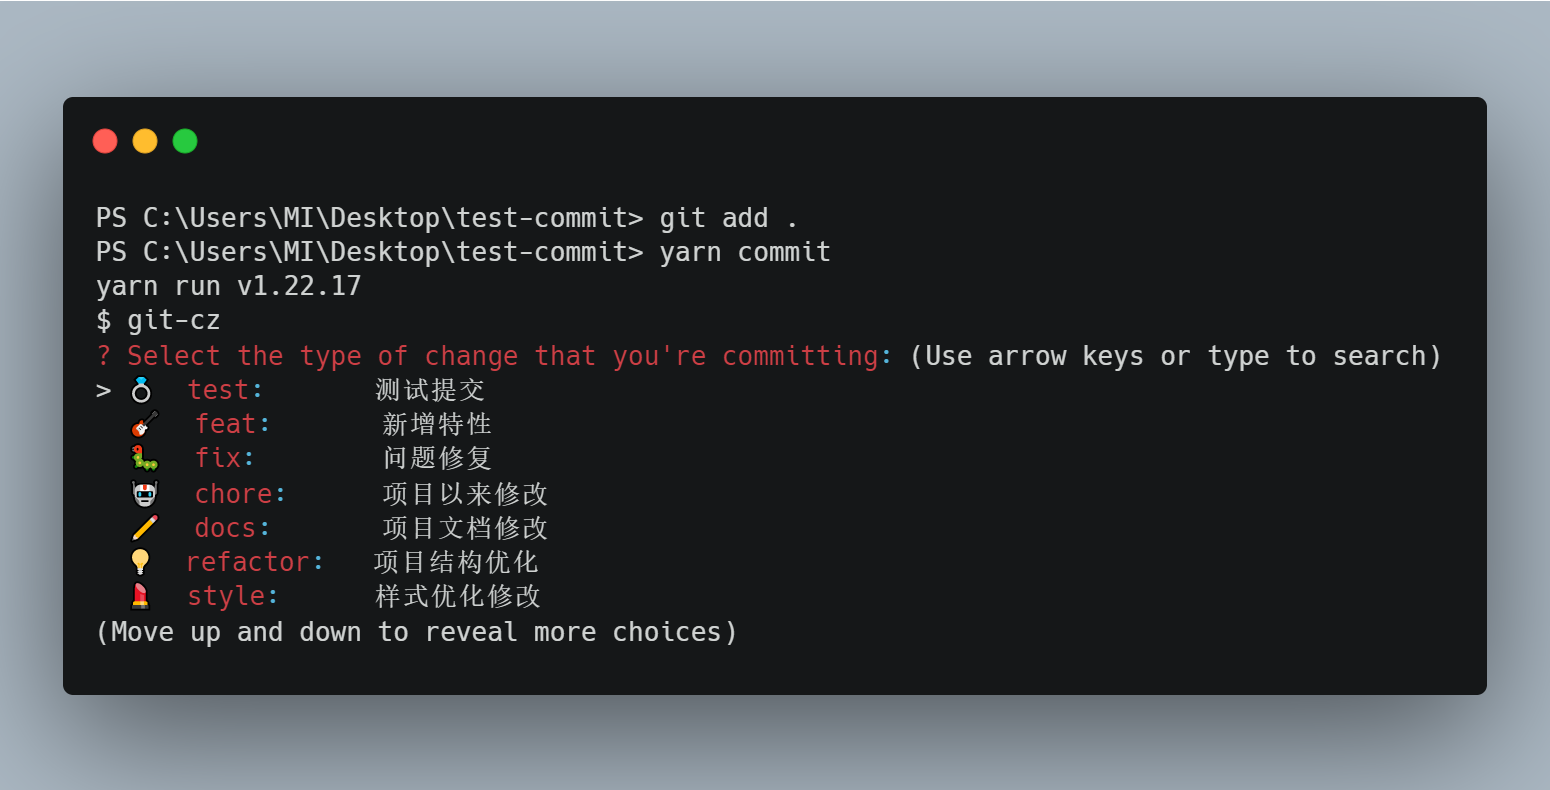 PS C:\Users\MI\Desktop\test-commit> git add .
PS C:\Users\MI\Desktop\test-commit> yarn commit
yarn run v1.22.17
$ git-cz
? Select the type of change that you're committing: (Use arrow keys or type to search)
> 💍 test: 测试提交
🎸 feat: 新增特性
🐛 fix: 问题修复
🤖 chore: 项目以来修改
✏️ docs: 项目文档修改
💡 refactor: 项目结构优化
💄 style: 样式优化修改
(Move up and down to reveal more choices)